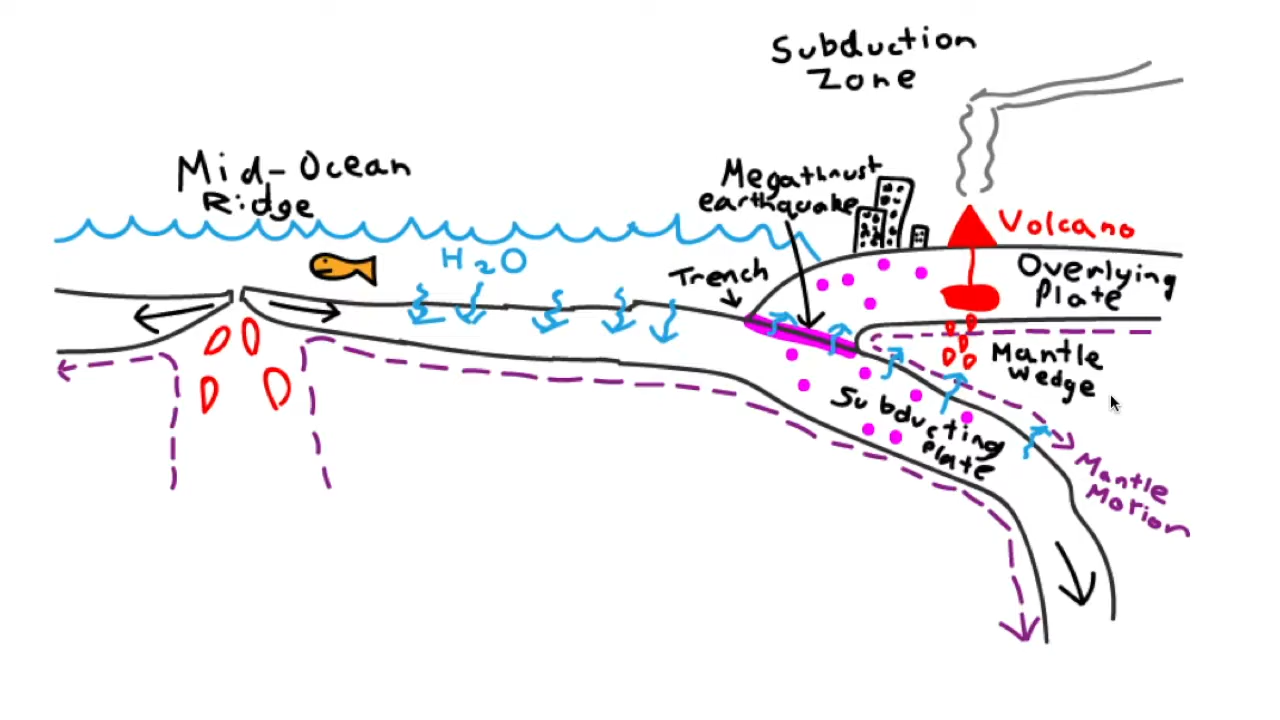 Subduction
Zone
Mid-Ocean
Ridge
Megathrust
earthquake
Volcano
H2O
Trench
Overlying
Plate
Mantle
Wedge
Subducting
Plate
Mantle
Motion